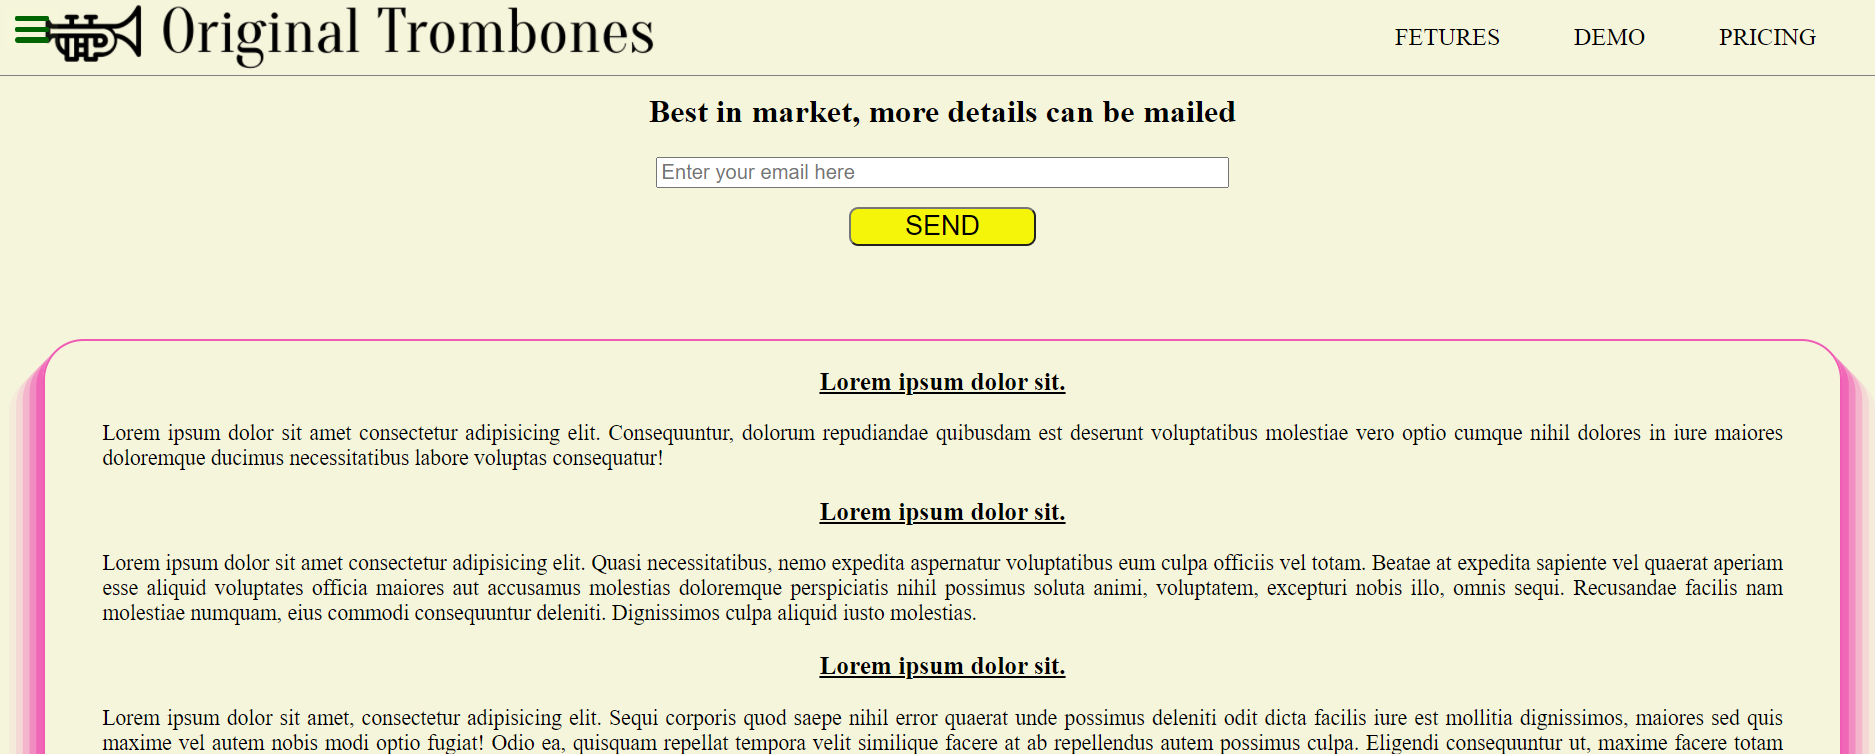 Original Trombones
FETURES DEMO PRICING
Best in market, more details can be mailed
Enter your email here
SEND
Lorem ipsum dolor sit.
Lorem ipsum dolor sit amet consectetur adipisicing elit. Consequuntur, dolorum repudiandae quibusdam est deserunt voluptatibus molestiae vero optio cumque nihil dolores in iure maiores
doloremque ducimus necessitatibus labore voluptas consequatur!
Lorem ipsum dolor sit.
Lorem ipsum dolor sit amet consectetur adipisicing elit. Quasi necessitatibus, nemo expedita aspernatur voluptatibus eum culpa officiis vel totam. Beatae at expedita sapiente vel quaerat aperiam
esse aliquid voluptates officia maiores aut accusamus molestias doloremque perspiciatis nihil possimus soluta animi, voluptatem, excepturi nobis illo, omnis sequi. Recusandae facilis nam
molestiae numquam, eius commodi consequuntur deleniti. Dignissimos culpa aliquid iusto molestias.
Lorem ipsum dolor sit.
Lorem ipsum dolor sit amet, consectetur adipisicing elit. Sequi corporis quod saepe nihil error quaerat unde possimus deleniti odit dicta facilis iure est mollitia dignissimos, maiores sed quis
maxime vel autem nobis modi optio fugiat! Odio ea, quisquam repellat tempora velit similique facere at ab repellendus autem possimus culpa. Eligendi consequuntur ut, maxime facere totam